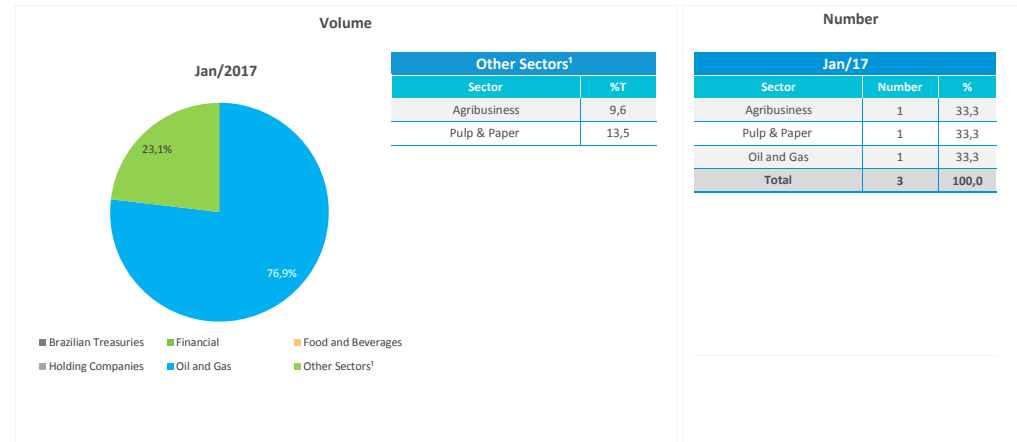 Volume
Jan/2017
23,1%
76,9%
Brazilian Treasuries Financial Food and Beverages
Holding Companies Oil and Gas Other Sectors¹
Other Sectors¹
Sector %T
Agribusiness 9,6
Pulp & Paper 13,5
Number
Jan/17
Sector Number %
Agribusiness 1 33,3
Pulp & Paper 1 33,3
Oil and Gas 1 33,3
Total 3 100,0